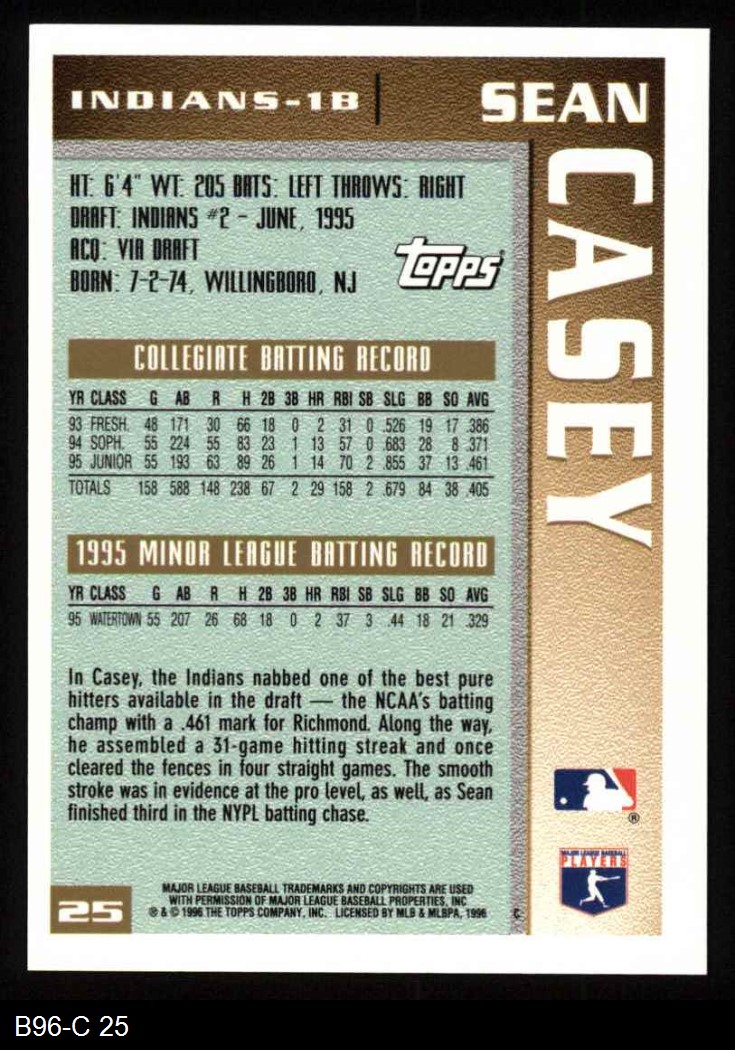 INDIANS-1B
SEAN
CASEY
HT: 6'4" WT: 205 BATS: LEFT THROWS: RIGHT
DRAFT: INDIANS #2 - JUNE, 1995
ACQ: VIA DRAFT
BORN: 7-2-74, WILLINGBORO, NJ
TOPPS®
COLLEGIATE BATTING RECORD
YR CLASS G AB R H 2B 3B HR RBI SB SLG BB SO AVG
93 FRESH. 48 171 30 66 18 0 2 31 0 .526 19 17 .386
94 SOPH. 55 224 55 83 23 1 13 57 0 .683 28 8 .371
95 JUNIOR 55 193 63 89 26 1 14 70 2 .855 37 13 .461
TOTALS 158 588 148 238 67 2 29 158 2 .679 84 38 .405
1995 MINOR LEAGUE BATTING RECORD
YR CLASS G AB R H 2B 3B HR RBI SB SLG BB SO AVG
95 WATERTOWN 55 207 26 68 18 0 2 37 3 .44 18 21 .329
In Casey, the Indians nabbed one of the best pure
hitters available in the draft — the NCAA's batting
champ with a .461 mark for Richmond. Along the way,
he assembled a 31-game hitting streak and once
cleared the fences in four straight games. The smooth
stroke was in evidence at the pro level, as well, as Sean
finished third in the NYPL batting chase.
®
MAJOR LEAGUE BASEBALL
PLAYERS
25
MAJOR LEAGUE BASEBALL TRADEMARKS AND COPYRIGHTS ARE USED
WITH PERMISSION OF MAJOR LEAGUE BASEBALL PROPERTIES, INC
® & © 1996 THE TOPPS COMPANY, INC. LICENSED BY MLB & MLBPA, 1996
C
B96-C 25